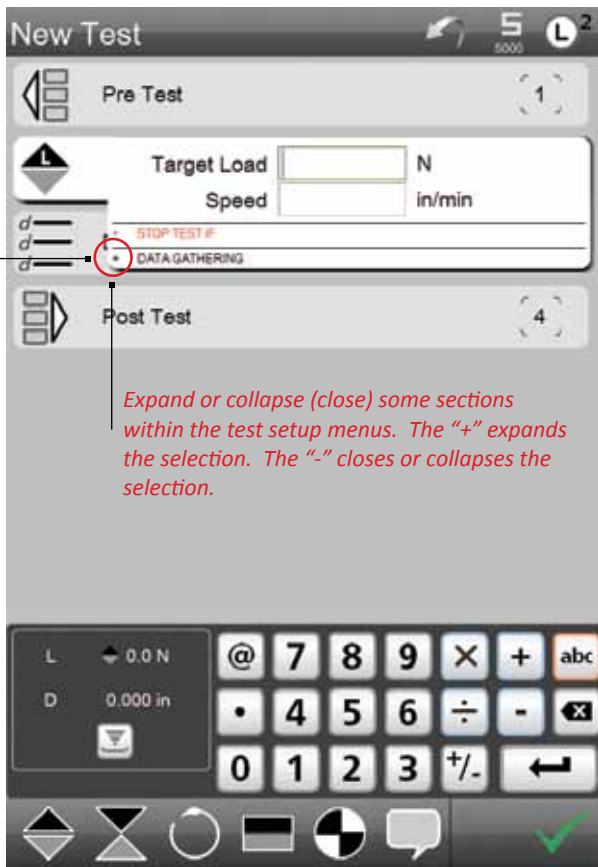 New Test
5
5000
L 2
Pre Test
1
L
Target Load N
Speed in/min
d
d
d
STOP TEST IF
+ DATA GATHERING
Post Test
4
Expand or collapse (close) some sections
within the test setup menus. The “+” expands
the selection. The “-” closes or collapses the
selection.
L 0.0 N
D 0.000 in
@ 7 8 9 × + abc
• 4 5 6 ÷ -
0 1 2 3 +/-